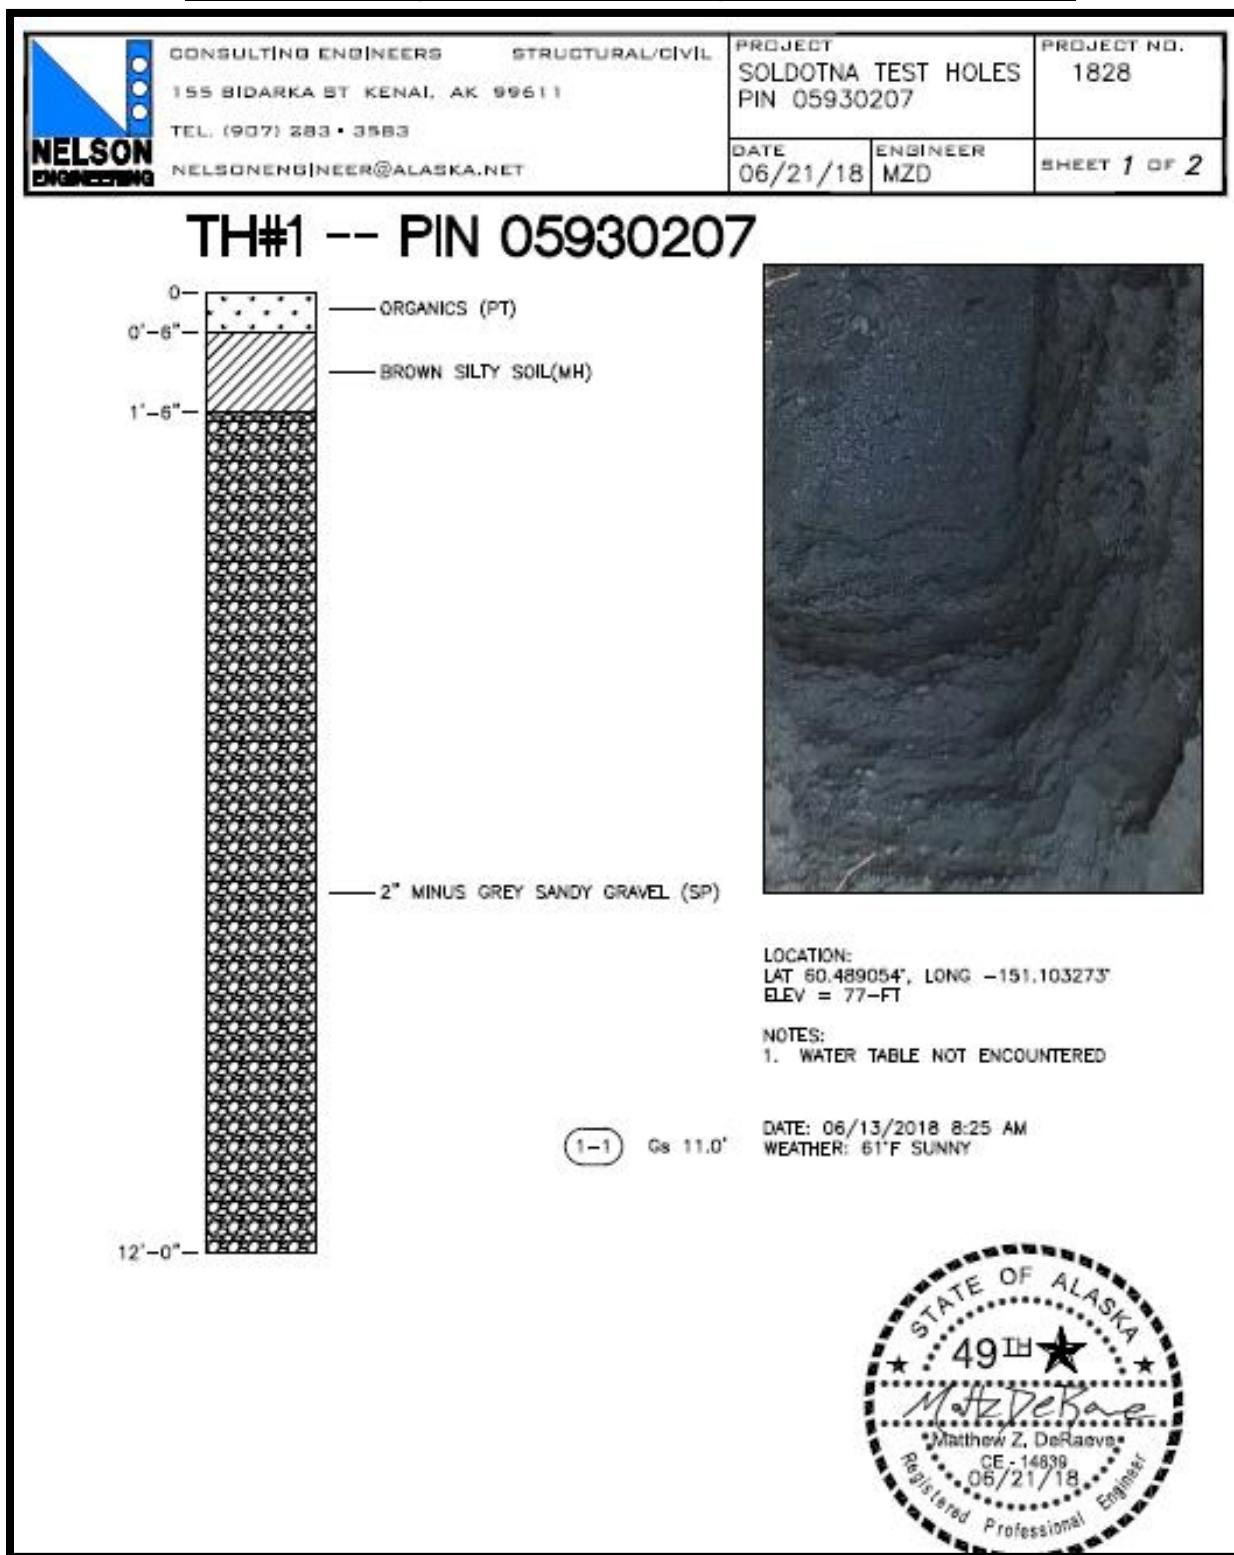 CONSULTING ENGINEERS STRUCTURAL/CIVIL
155 BIDARKA ST KENAI, AK 99611
TEL. (907) 283 • 3583
NELSONENGINEER@ALASKA.NET
NELSON
ENGINEERING
PROJECT
SOLDOTNA TEST HOLES
PIN 05930207
PROJECT NO.
1828
DATE
06/21/18
ENGINEER
MZD
SHEET 1 OF 2
TH#1 -- PIN 05930207
0
ORGANICS (PT)
0'-6"
BROWN SILTY SOIL(MH)
1'-6"
2" MINUS GREY SANDY GRAVEL (SP)
LOCATION:
LAT 60.489054°, LONG -151.103273°
ELEV = 77-FT
NOTES:
1. WATER TABLE NOT ENCOUNTERED
1-1 Gs 11.0'
DATE: 06/13/2018 8:25 AM
WEATHER: 61°F SUNNY
12'-0"
STATE OF ALASKA
49TH
Matthew Z. DeRaeve
CE - 14839
06/21/18
Registered Professional Engineer